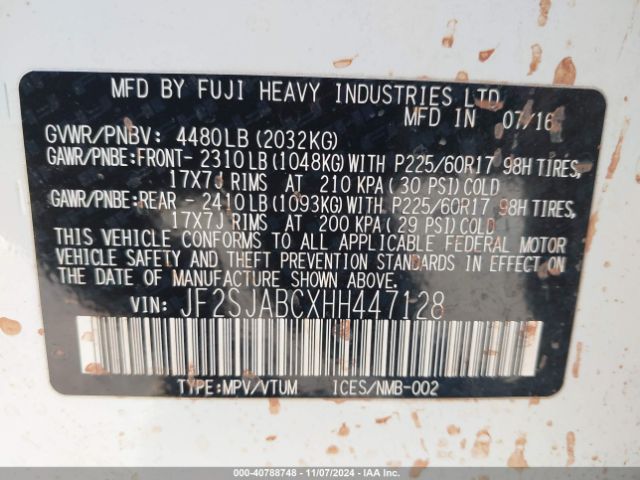 MFD BY FUJI HEAVY INDUSTRIES LTD.
MFD IN 07/16
GVWR/PNBV: 4480LB(2032KG)
GAWR/PNBE:FRONT- 2310LB(1048KG)WITH P225/60R17 98H TIRES,
17X7J RIMS AT 210 KPA(30 PSI)COLD
GAWR/PNBE:REAR - 2410LB(1093KG)WITH P225/60R17 98H TIRES,
17X7J RIMS AT 200 KPA(29 PSI)COLD
THIS VEHICLE CONFORMS TO ALL APPLICABLE FEDERAL MOTOR
VEHICLE SAFETY AND THEFT PREVENTION STANDARDS IN EFFECT ON
THE DATE OF MANUFACTURE SHOWN ABOVE.
VIN: JF2SJABCXHH447128
TYPE:MPV/VTUM ICES/NMB-002
000-40788748 - 11/07/2024 - IAA Inc.